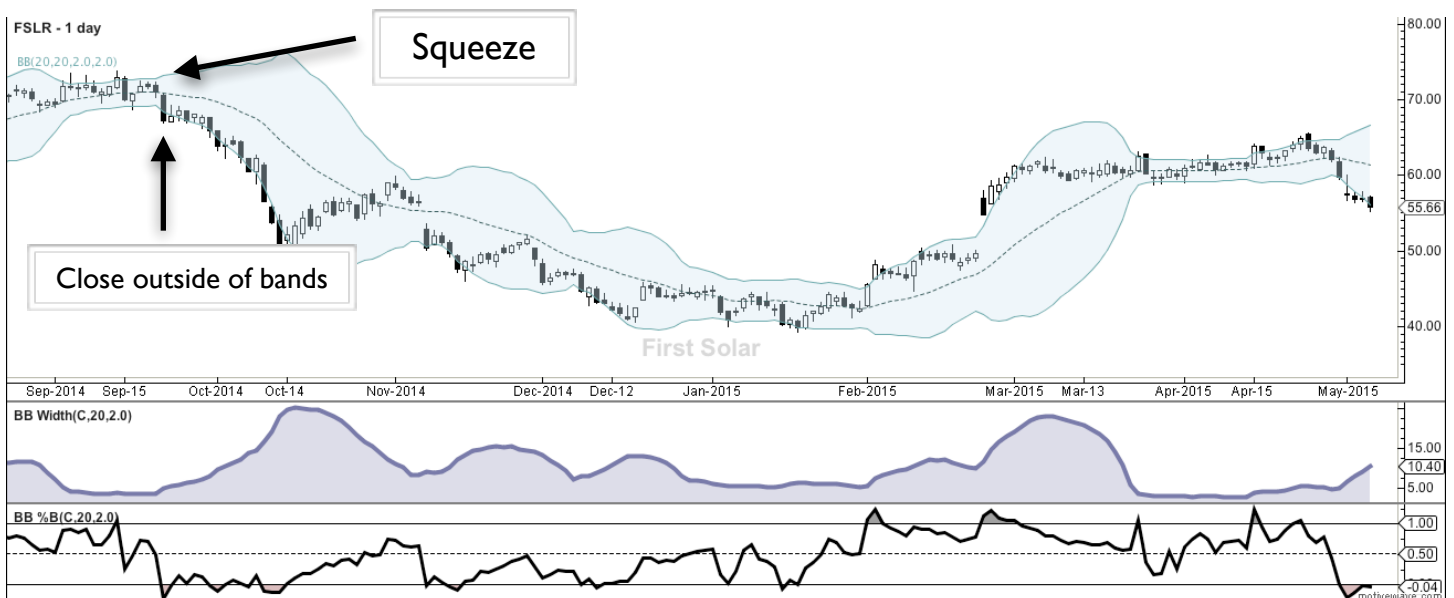 FSLR - 1 day
Squeeze
BB(20,20,2.0,2.0)
Close outside of bands
First Solar
80.00
70.00
60.00
55.66
50.00
40.00
Sep-2014 Sep-15 Oct-2014 Oct-14 Nov-2014 Dec-2014 Dec-12 Jan-2015 Feb-2015 Mar-2015 Mar-13 Apr-2015 Apr-15 May-2015
BB Width(C,20,2.0)
15.00
10.40
5.00
BB %B(C,20,2.0)
1.00
0.50
-0.04
motivewave.com